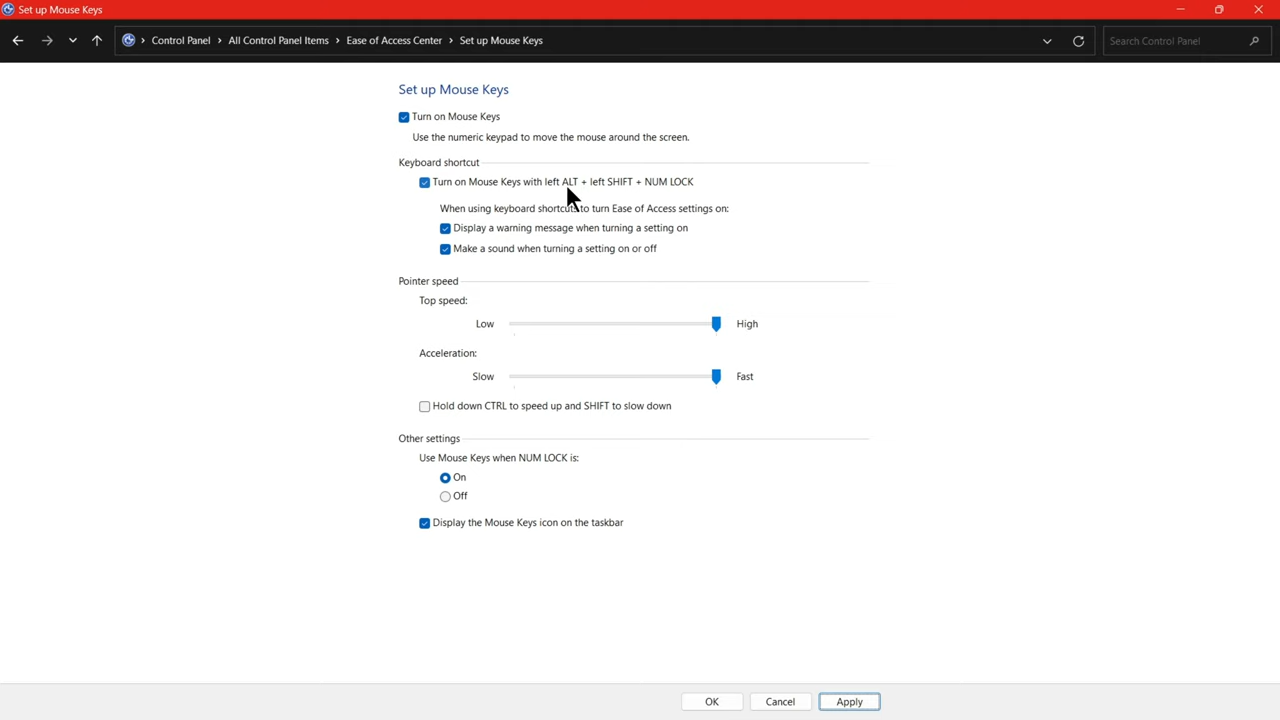 Set up Mouse Keys
Control Panel > All Control Panel Items > Ease of Access Center > Set up Mouse Keys
Search Control Panel
Set up Mouse Keys
Turn on Mouse Keys
Use the numeric keypad to move the mouse around the screen.
Keyboard shortcut
Turn on Mouse Keys with left ALT + left SHIFT + NUM LOCK
When using keyboard shortcuts to turn Ease of Access settings on:
Display a warning message when turning a setting on
Make a sound when turning a setting on or off
Pointer speed
Top speed:
Low High
Acceleration:
Slow Fast
Hold down CTRL to speed up and SHIFT to slow down
Other settings
Use Mouse Keys when NUM LOCK is:
On
Off
Display the Mouse Keys icon on the taskbar
OK Cancel Apply